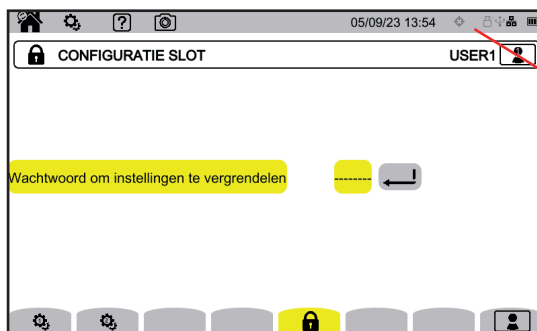 05/09/23 13:54
CONFIGURATIE SLOT
USER1
Wachtwoord om instellingen te vergrendelen
--------